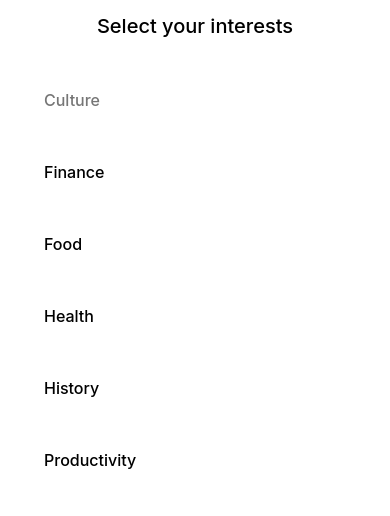 Select your interests
Culture
Finance
Food
Health
History
Productivity